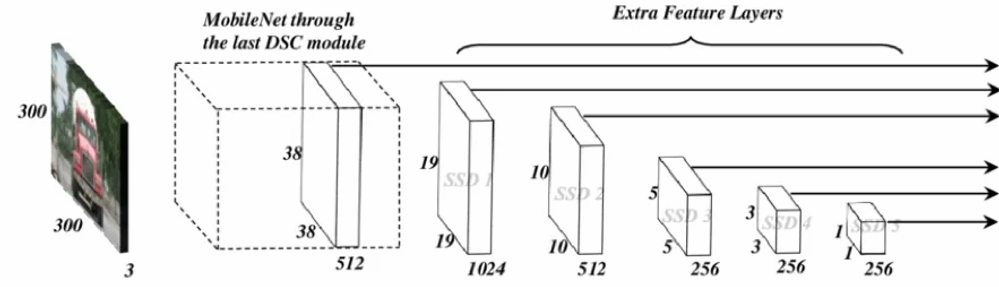 MobileNet through
the last DSC module
Extra Feature Layers
300
300
3
38
38
512
19
19
1024
SSD 1
10
10
512
SSD 2
5
5
256
SSD 3
3
3
256
SSD 4
1
1
256
SSD 5